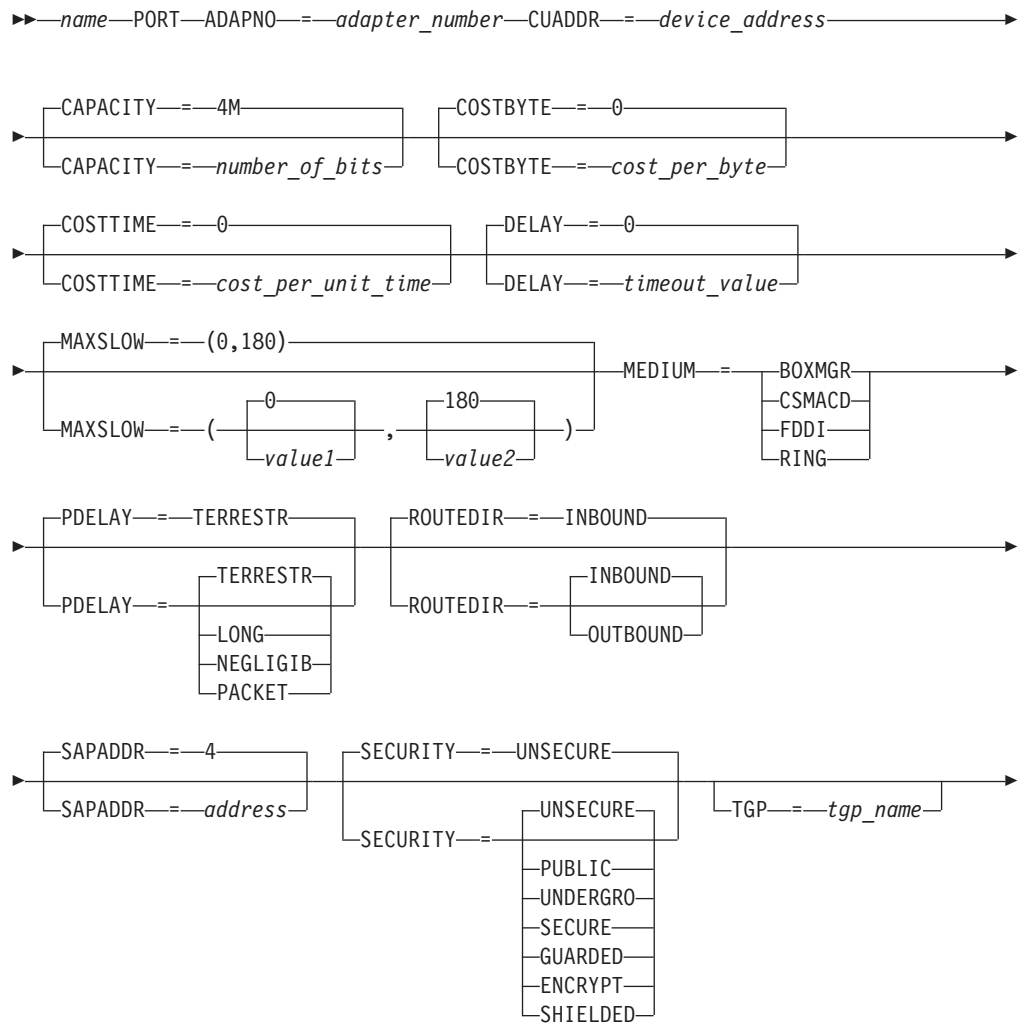 name PORT ADAPNO = adapter_number CUADDR = device_address
CAPACITY = 4M COSTBYTE = 0
CAPACITY = number_of_bits COSTBYTE = cost_per_byte
COSTTIME = 0 DELAY = 0
COSTTIME = cost_per_unit_time DELAY = timeout_value
MAXSLOW = (0,180)
MEDIUM = BOXMGR
0 180 CSMACD
MAXSLOW = ( , ) FDDI
value1 value2 RING
PDELAY = TERRESTR ROUTEDIR = INBOUND
TERRESTR INBOUND
PDELAY = ROUTEDIR =
LONG OUTBOUND
NEGLIGIB
PACKET
SAPADDR = 4 SECURITY = UNSECURE
SAPADDR = address UNSECURE TGP = tgp_name
SECURITY =
PUBLIC
UNDERGRO
SECURE
GUARDED
ENCRYPT
SHIELDED